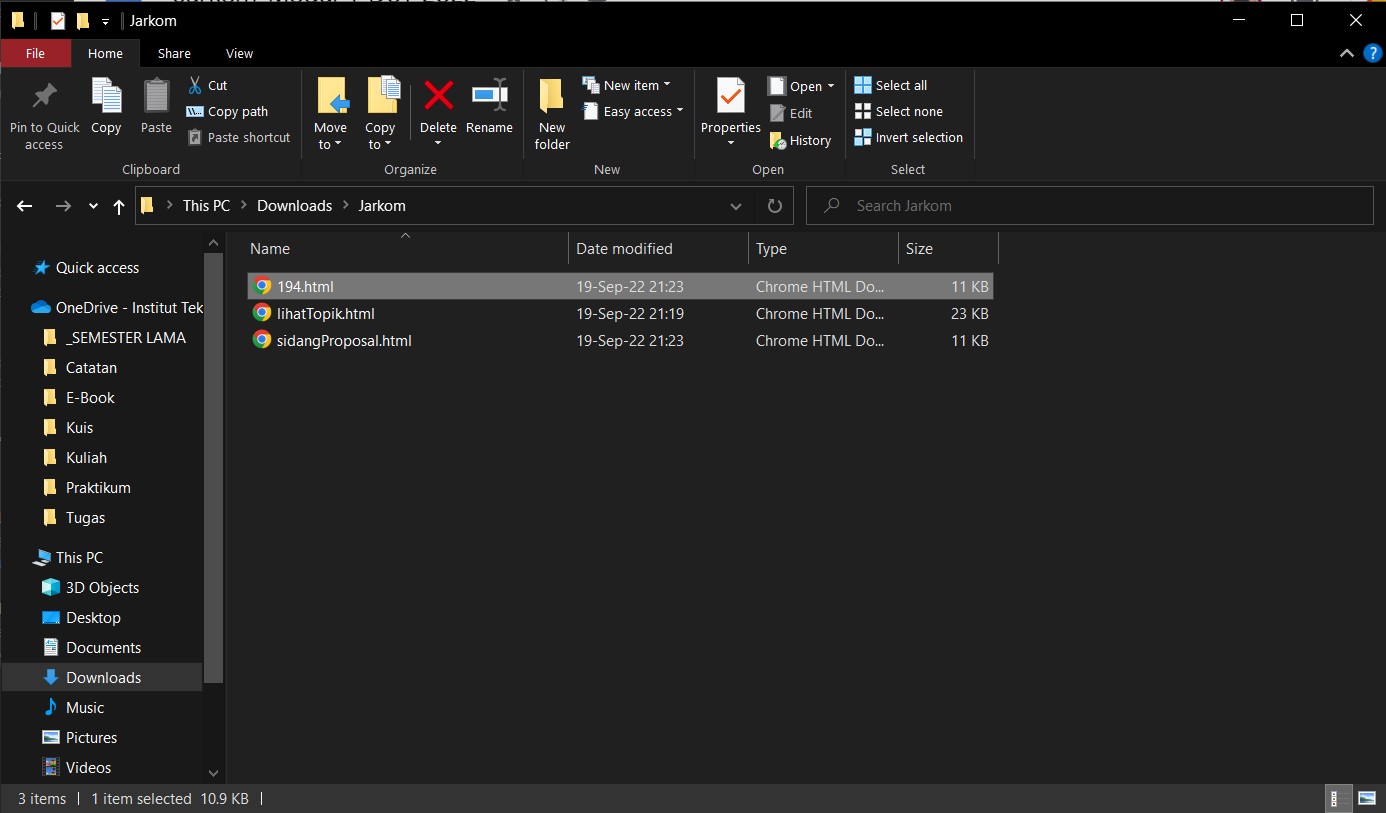 Jarkom
File Home Share View
Pin to Quick access
Copy
Paste
Cut
Copy path
Paste shortcut
Clipboard
Move to
Copy to
Delete
Rename
Organize
New folder
New item
Easy access
New
Properties
Open
Edit
History
Open
Select all
Select none
Invert selection
Select
This PC > Downloads > Jarkom
Search Jarkom
Name Date modified Type Size
194.html 19-Sep-22 21:23 Chrome HTML Do... 11 KB
lihatTopik.html 19-Sep-22 21:19 Chrome HTML Do... 23 KB
sidangProposal.html 19-Sep-22 21:23 Chrome HTML Do... 11 KB
Quick access
OneDrive - Institut Tek
_SEMESTER LAMA
Catatan
E-Book
Kuis
Kuliah
Praktikum
Tugas
This PC
3D Objects
Desktop
Documents
Downloads
Music
Pictures
Videos
3 items 1 item selected 10.9 KB